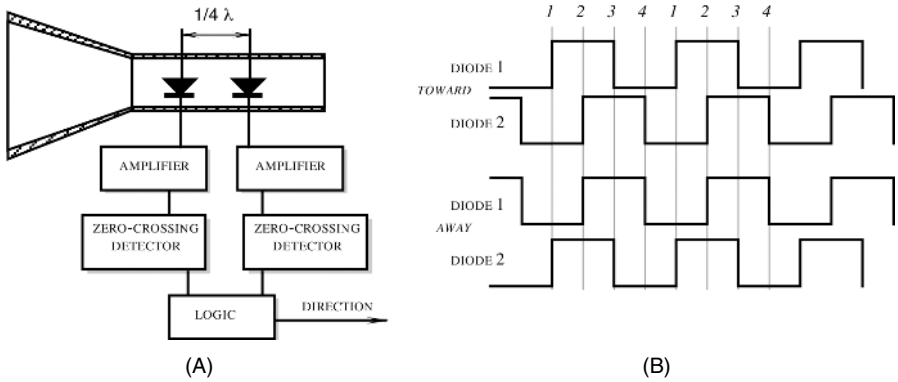 1/4 λ
AMPLIFIER
AMPLIFIER
ZERO-CROSSING
DETECTOR
ZERO-CROSSING
DETECTOR
LOGIC
DIRECTION
(A)
1 2 3 4 1 2 3 4
DIODE 1
TOWARD
DIODE 2
DIODE 1
AWAY
DIODE 2
(B)